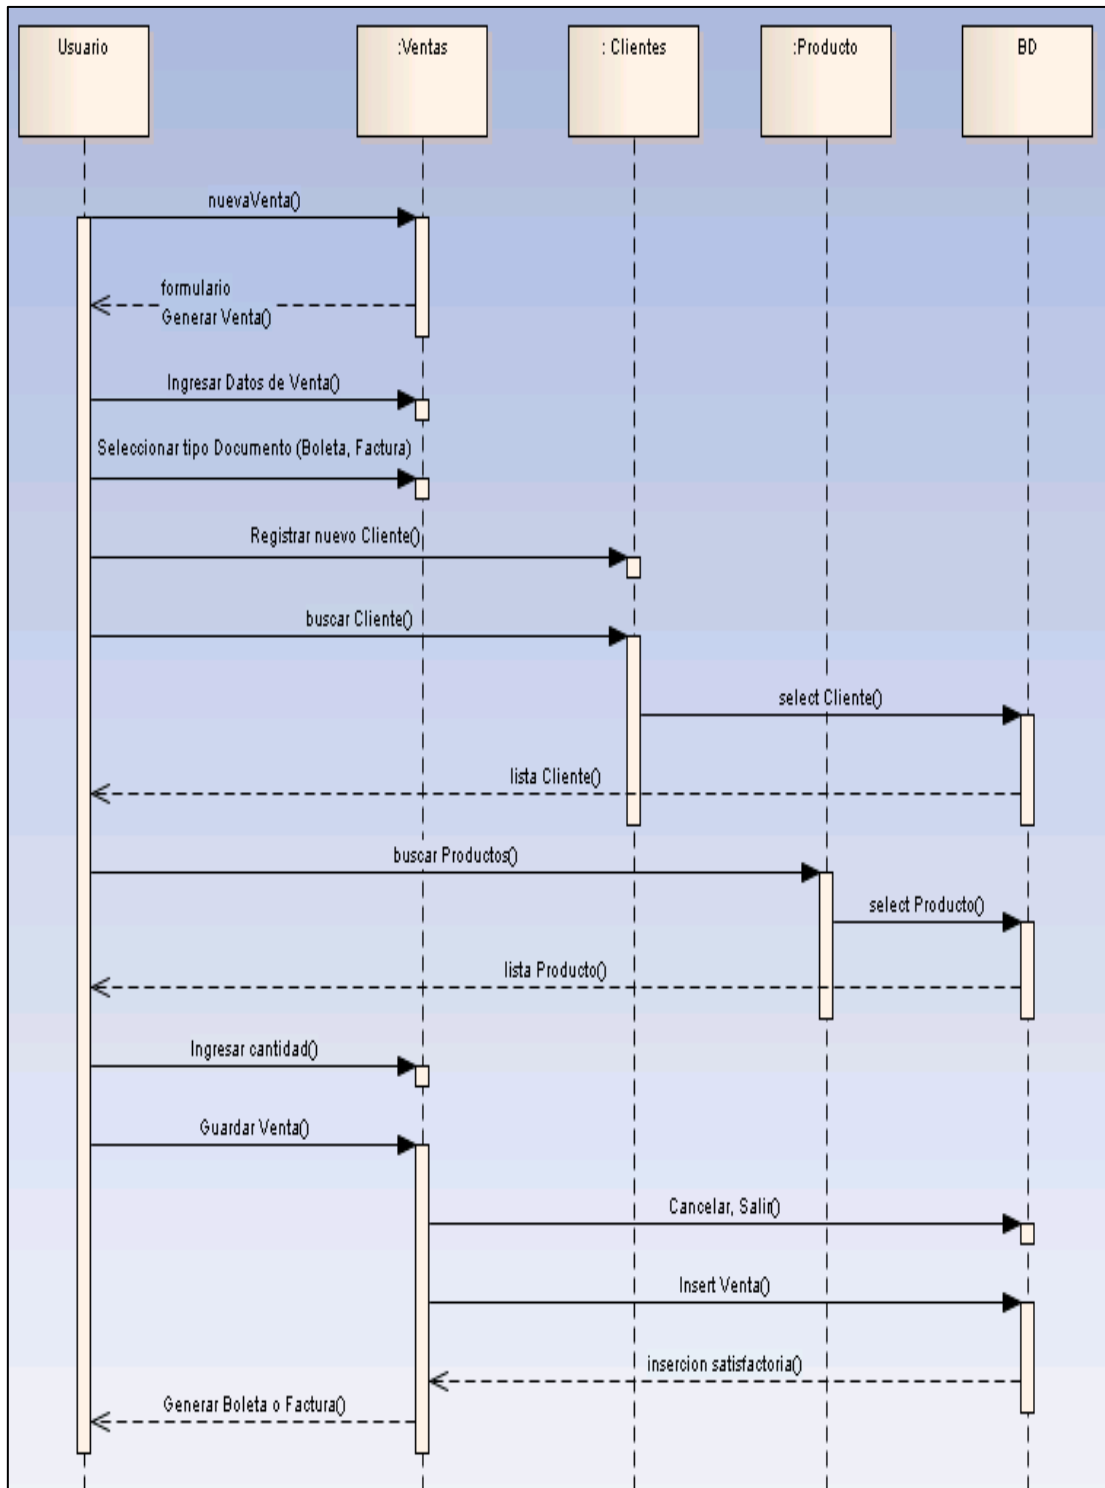 Usuario
:Ventas
: Clientes
:Producto
BD
nuevaVenta()
formulario
Generar Venta()
Ingresar Datos de Venta()
Seleccionar tipo Documento (Boleta, Factura)
Registrar nuevo Cliente()
buscar Cliente()
select Cliente()
lista Cliente()
buscar Productos()
select Producto()
lista Producto()
Ingresar cantidad()
Guardar Venta()
Cancelar, Salir()
Insert Venta()
insercion satisfactoria()
Generar Boleta o Factura()